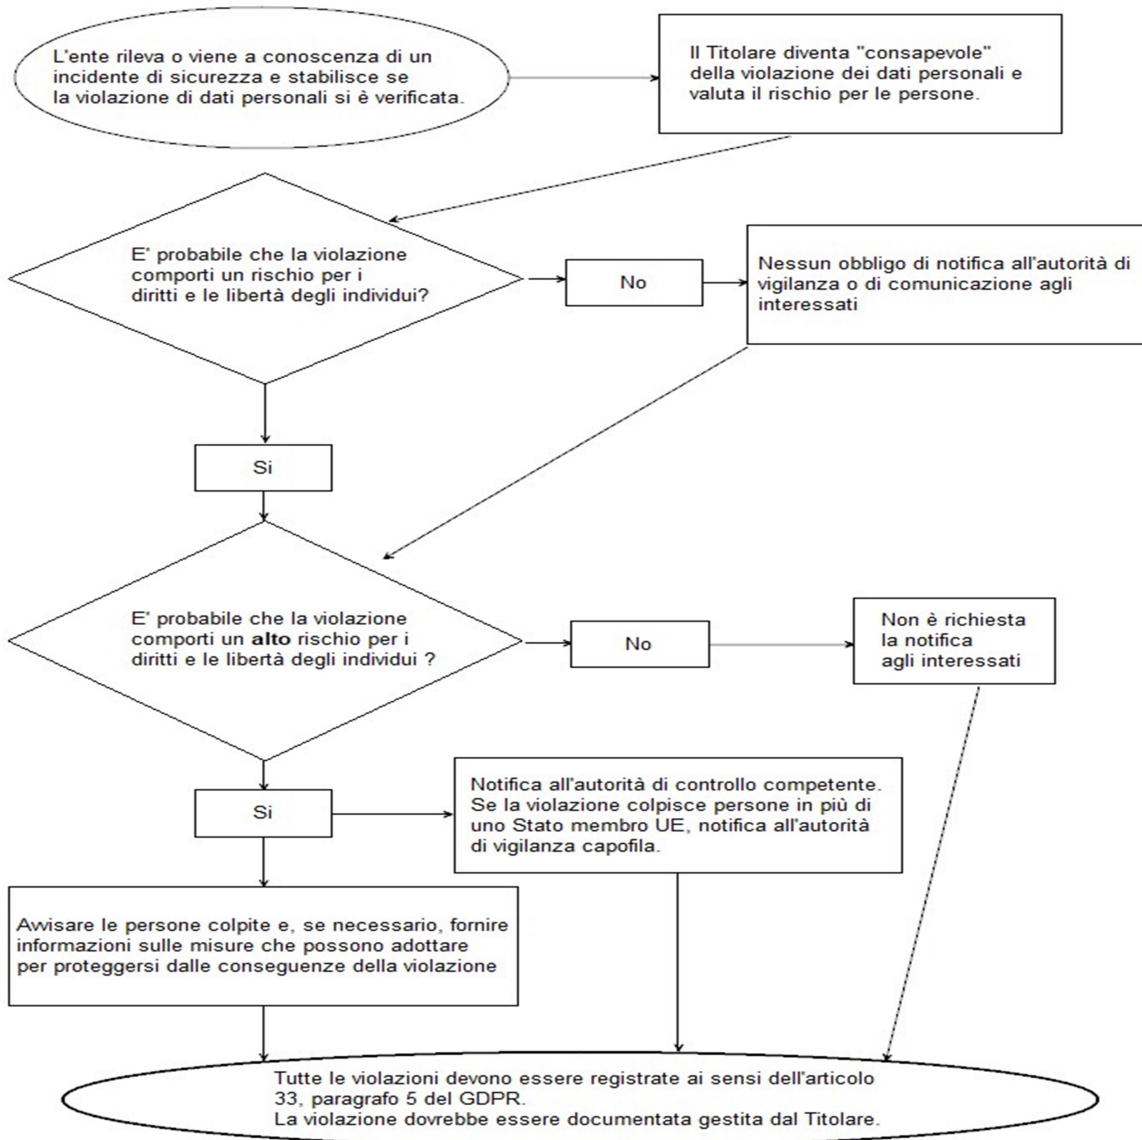 L'ente rileva o viene a conoscenza di un
incidente di sicurezza e stabilisce se
la violazione di dati personali si è verificata.
Il Titolare diventa "consapevole"
della violazione dei dati personali e
valuta il rischio per le persone.
E' probabile che la violazione
comporti un rischio per i
diritti e le libertà degli individui?
No
Nessun obbligo di notifica all'autorità di
vigilanza o di comunicazione agli
interessati
Si
E' probabile che la violazione
comporti un alto rischio per i
diritti e le libertà degli individui ?
No
Non è richiesta
la notifica
agli interessati
Si
Notifica all'autorità di controllo competente.
Se la violazione colpisce persone in più di
uno Stato membro UE, notifica all'autorità
di vigilanza capofila.
Avvisare le persone colpite e, se necessario, fornire
informazioni sulle misure che possono adottare
per proteggersi dalle conseguenze della violazione
Tutte le violazioni devono essere registrate ai sensi dell'articolo
33, paragrafo 5 del GDPR.
La violazione dovrebbe essere documentata gestita dal Titolare.